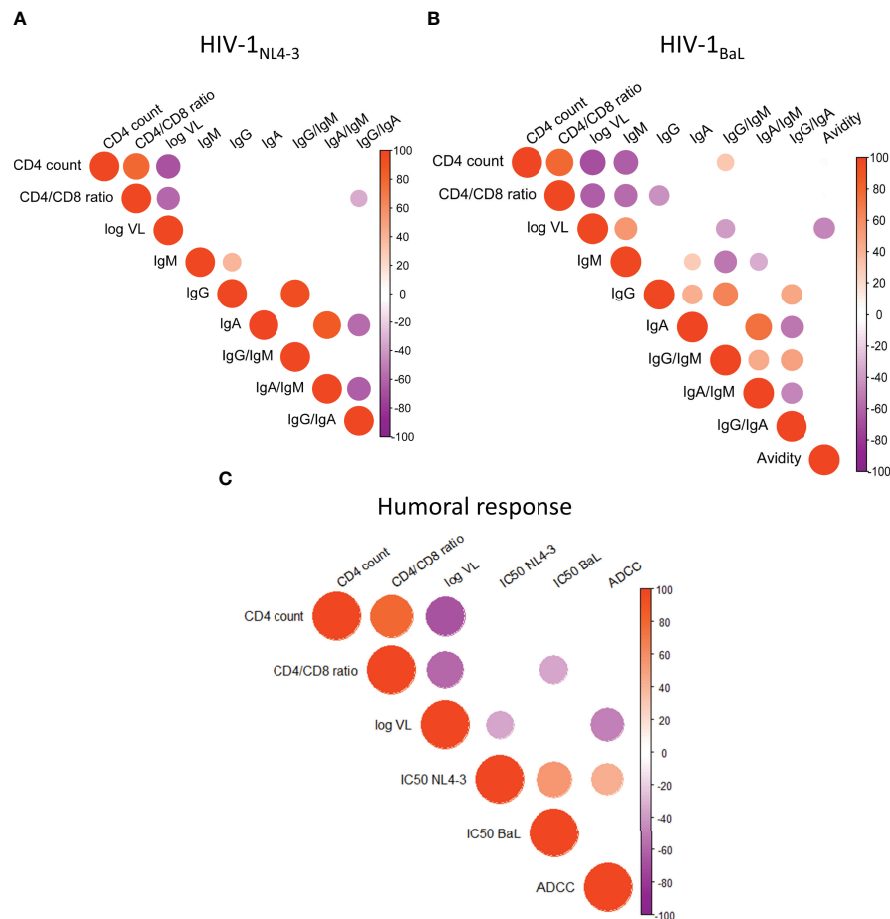 A
HIV-1NL4-3
CD4 count
CD4/CD8 ratio
log VL
IgM
IgG
IgA
IgG/IgM
IgA/IgM
IgG/IgA
CD4 count
CD4/CD8 ratio
log VL
IgM
IgG
IgA
IgG/IgM
IgA/IgM
IgG/IgA
100
80
60
40
20
0
-20
-40
-60
-80
-100
B
HIV-1BaL
CD4 count
CD4/CD8 ratio
log VL
IgM
IgG
IgA
IgG/IgM
IgA/IgM
IgG/IgA
Avidity
CD4 count
CD4/CD8 ratio
log VL
IgM
IgG
IgA
IgG/IgM
IgA/IgM
IgG/IgA
Avidity
100
80
60
40
20
0
-20
-40
-60
-80
-100
C
Humoral response
CD4 count
CD4/CD8 ratio
log VL
IC50 NL4-3
IC50 BaL
ADCC
CD4 count
CD4/CD8 ratio
log VL
IC50 NL4-3
IC50 BaL
ADCC
100
80
60
40
20
0
-20
-40
-60
-80
-100